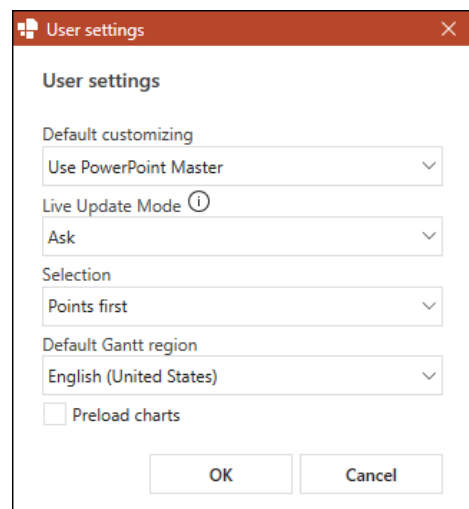 User settings
User settings
Default customizing
Use PowerPoint Master
Live Update Mode
Ask
Selection
Points first
Default Gantt region
English (United States)
Preload charts
OK Cancel